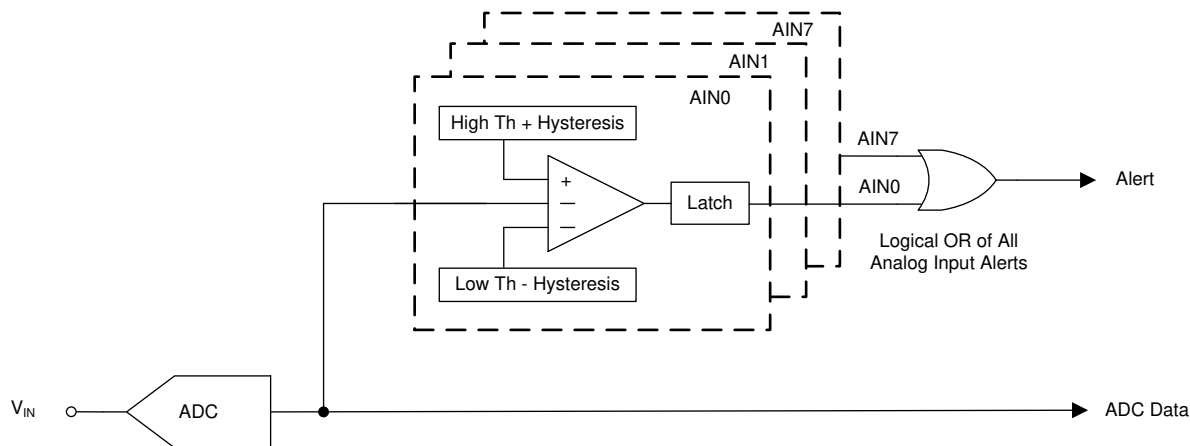 AIN7
AIN1
AIN0
High Th + Hysteresis
+
—
—
Latch
Low Th - Hysteresis
AIN7
AIN0
Alert
Logical OR of All
Analog Input Alerts
VIN
ADC
ADC Data